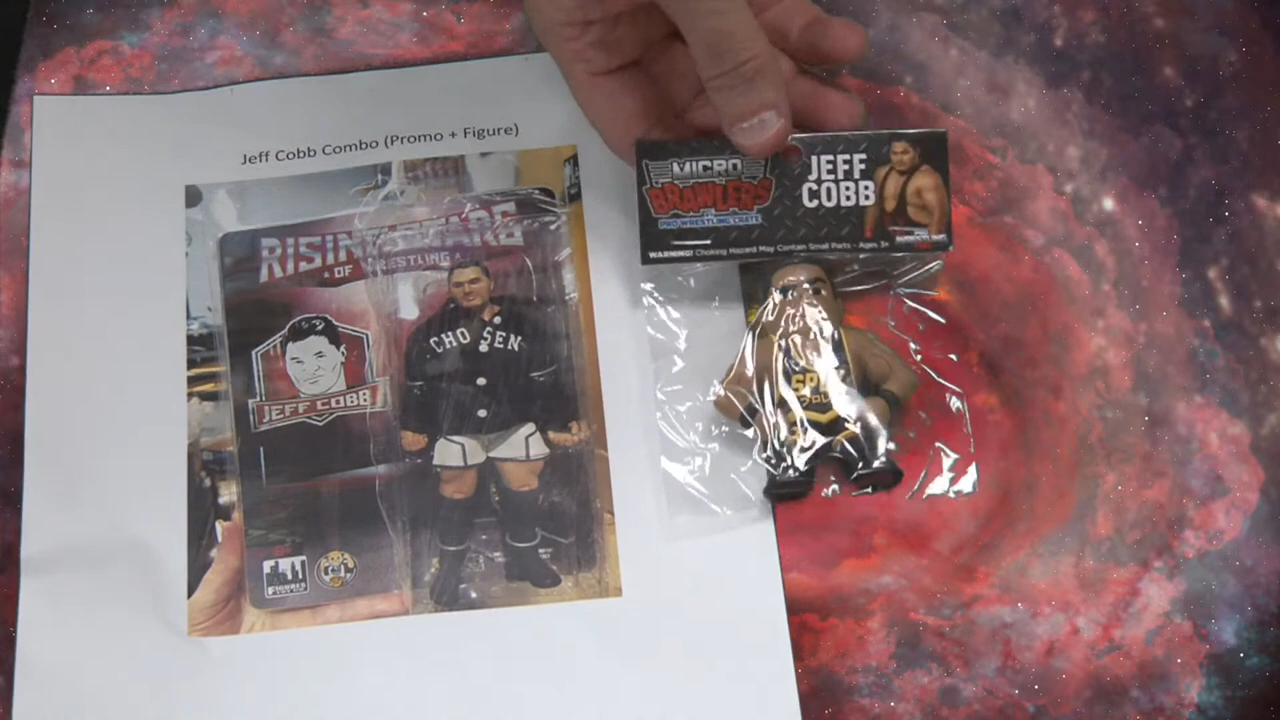 Jeff Cobb Combo (Promo + Figure)
RISING STARS
OF WRESTLING
CHOSEN
JEFF COBB
FIGURES
MICRO
BRAWLERS
PRO WRESTLING CRATE
JEFF
COBB
WARNING! Choking Hazard May Contain Small Parts - Ages 3+